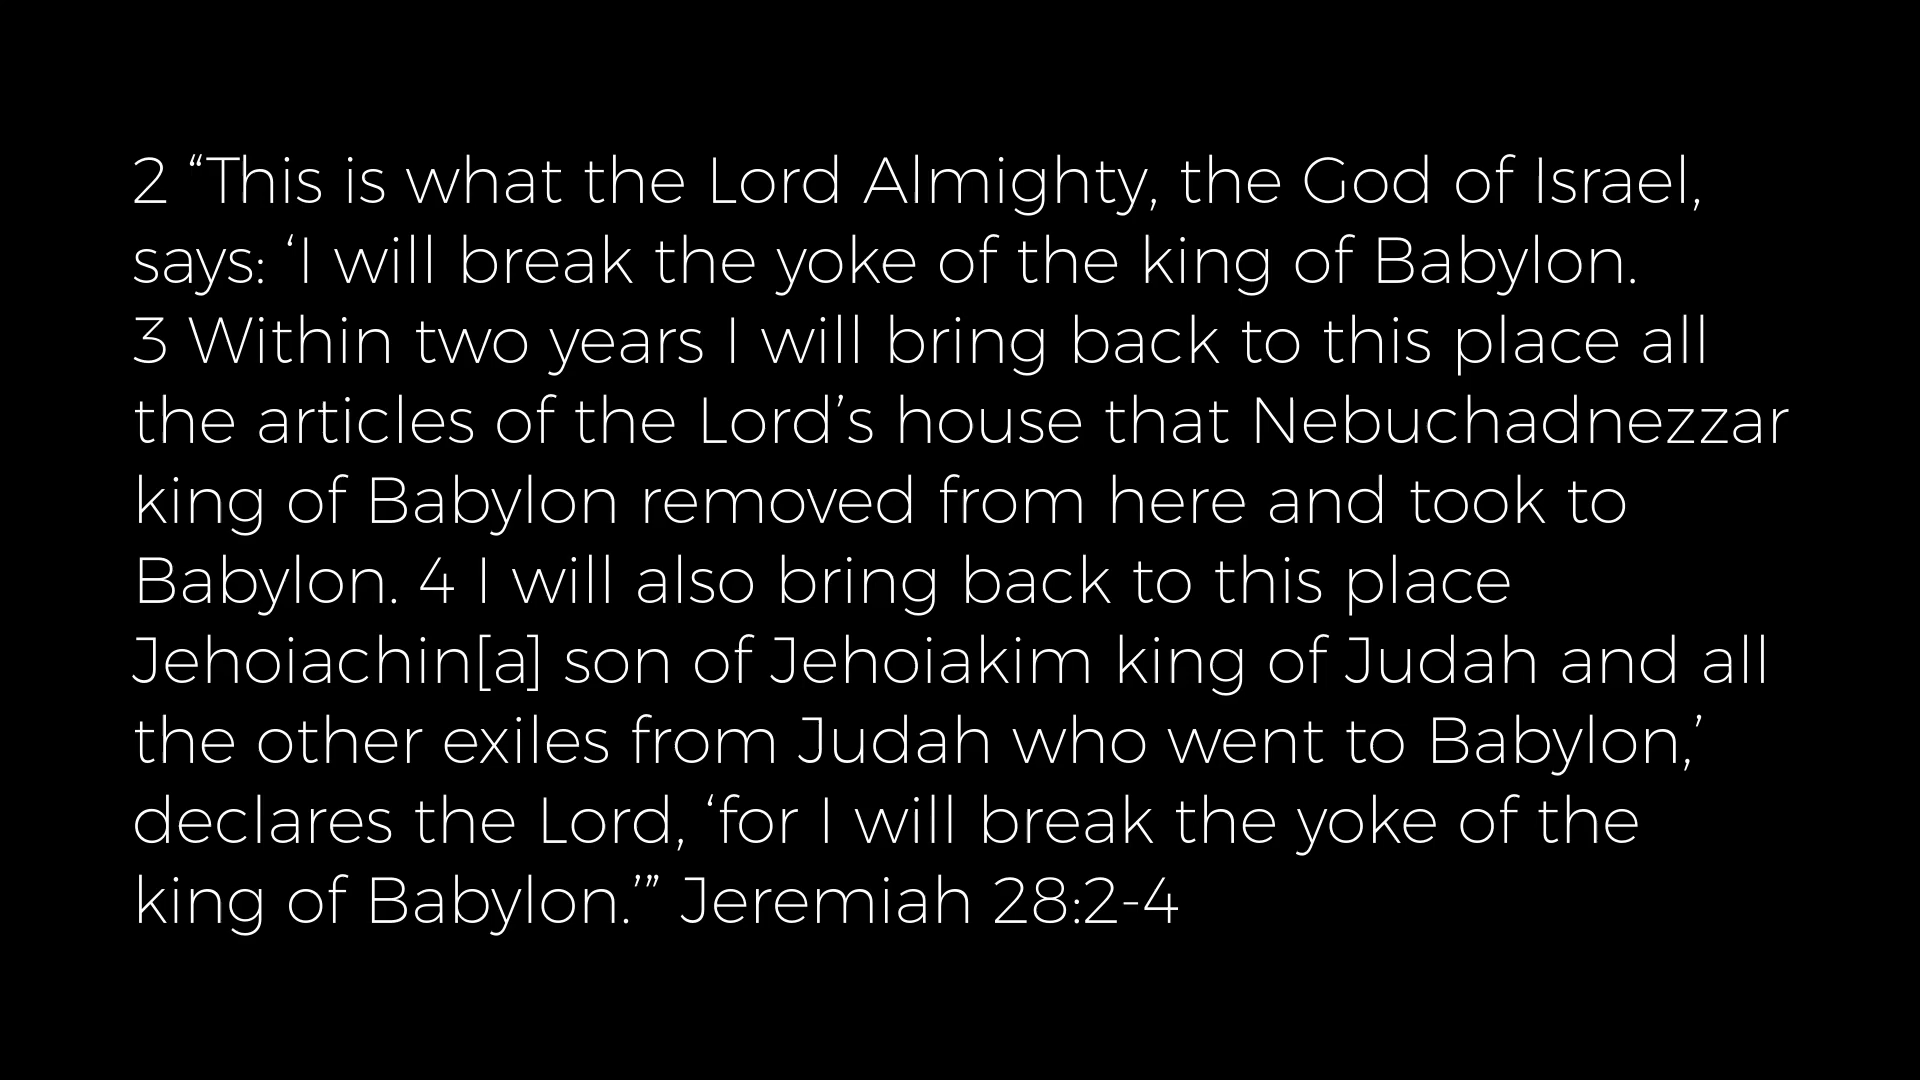 2 “This is what the Lord Almighty, the God of Israel,
says: ‘I will break the yoke of the king of Babylon.
3 Within two years I will bring back to this place all
the articles of the Lord’s house that Nebuchadnezzar
king of Babylon removed from here and took to
Babylon. 4 I will also bring back to this place
Jehoiachin[a] son of Jehoiakim king of Judah and all
the other exiles from Judah who went to Babylon,’
declares the Lord, ‘for I will break the yoke of the
king of Babylon.’” Jeremiah 28:2-4